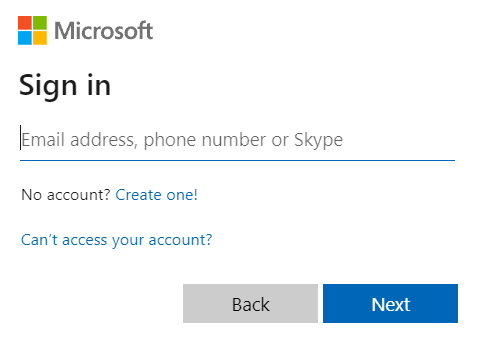 Microsoft
Sign in
Email address, phone number or Skype
No account? Create one!
Can't access your account?
Back Next